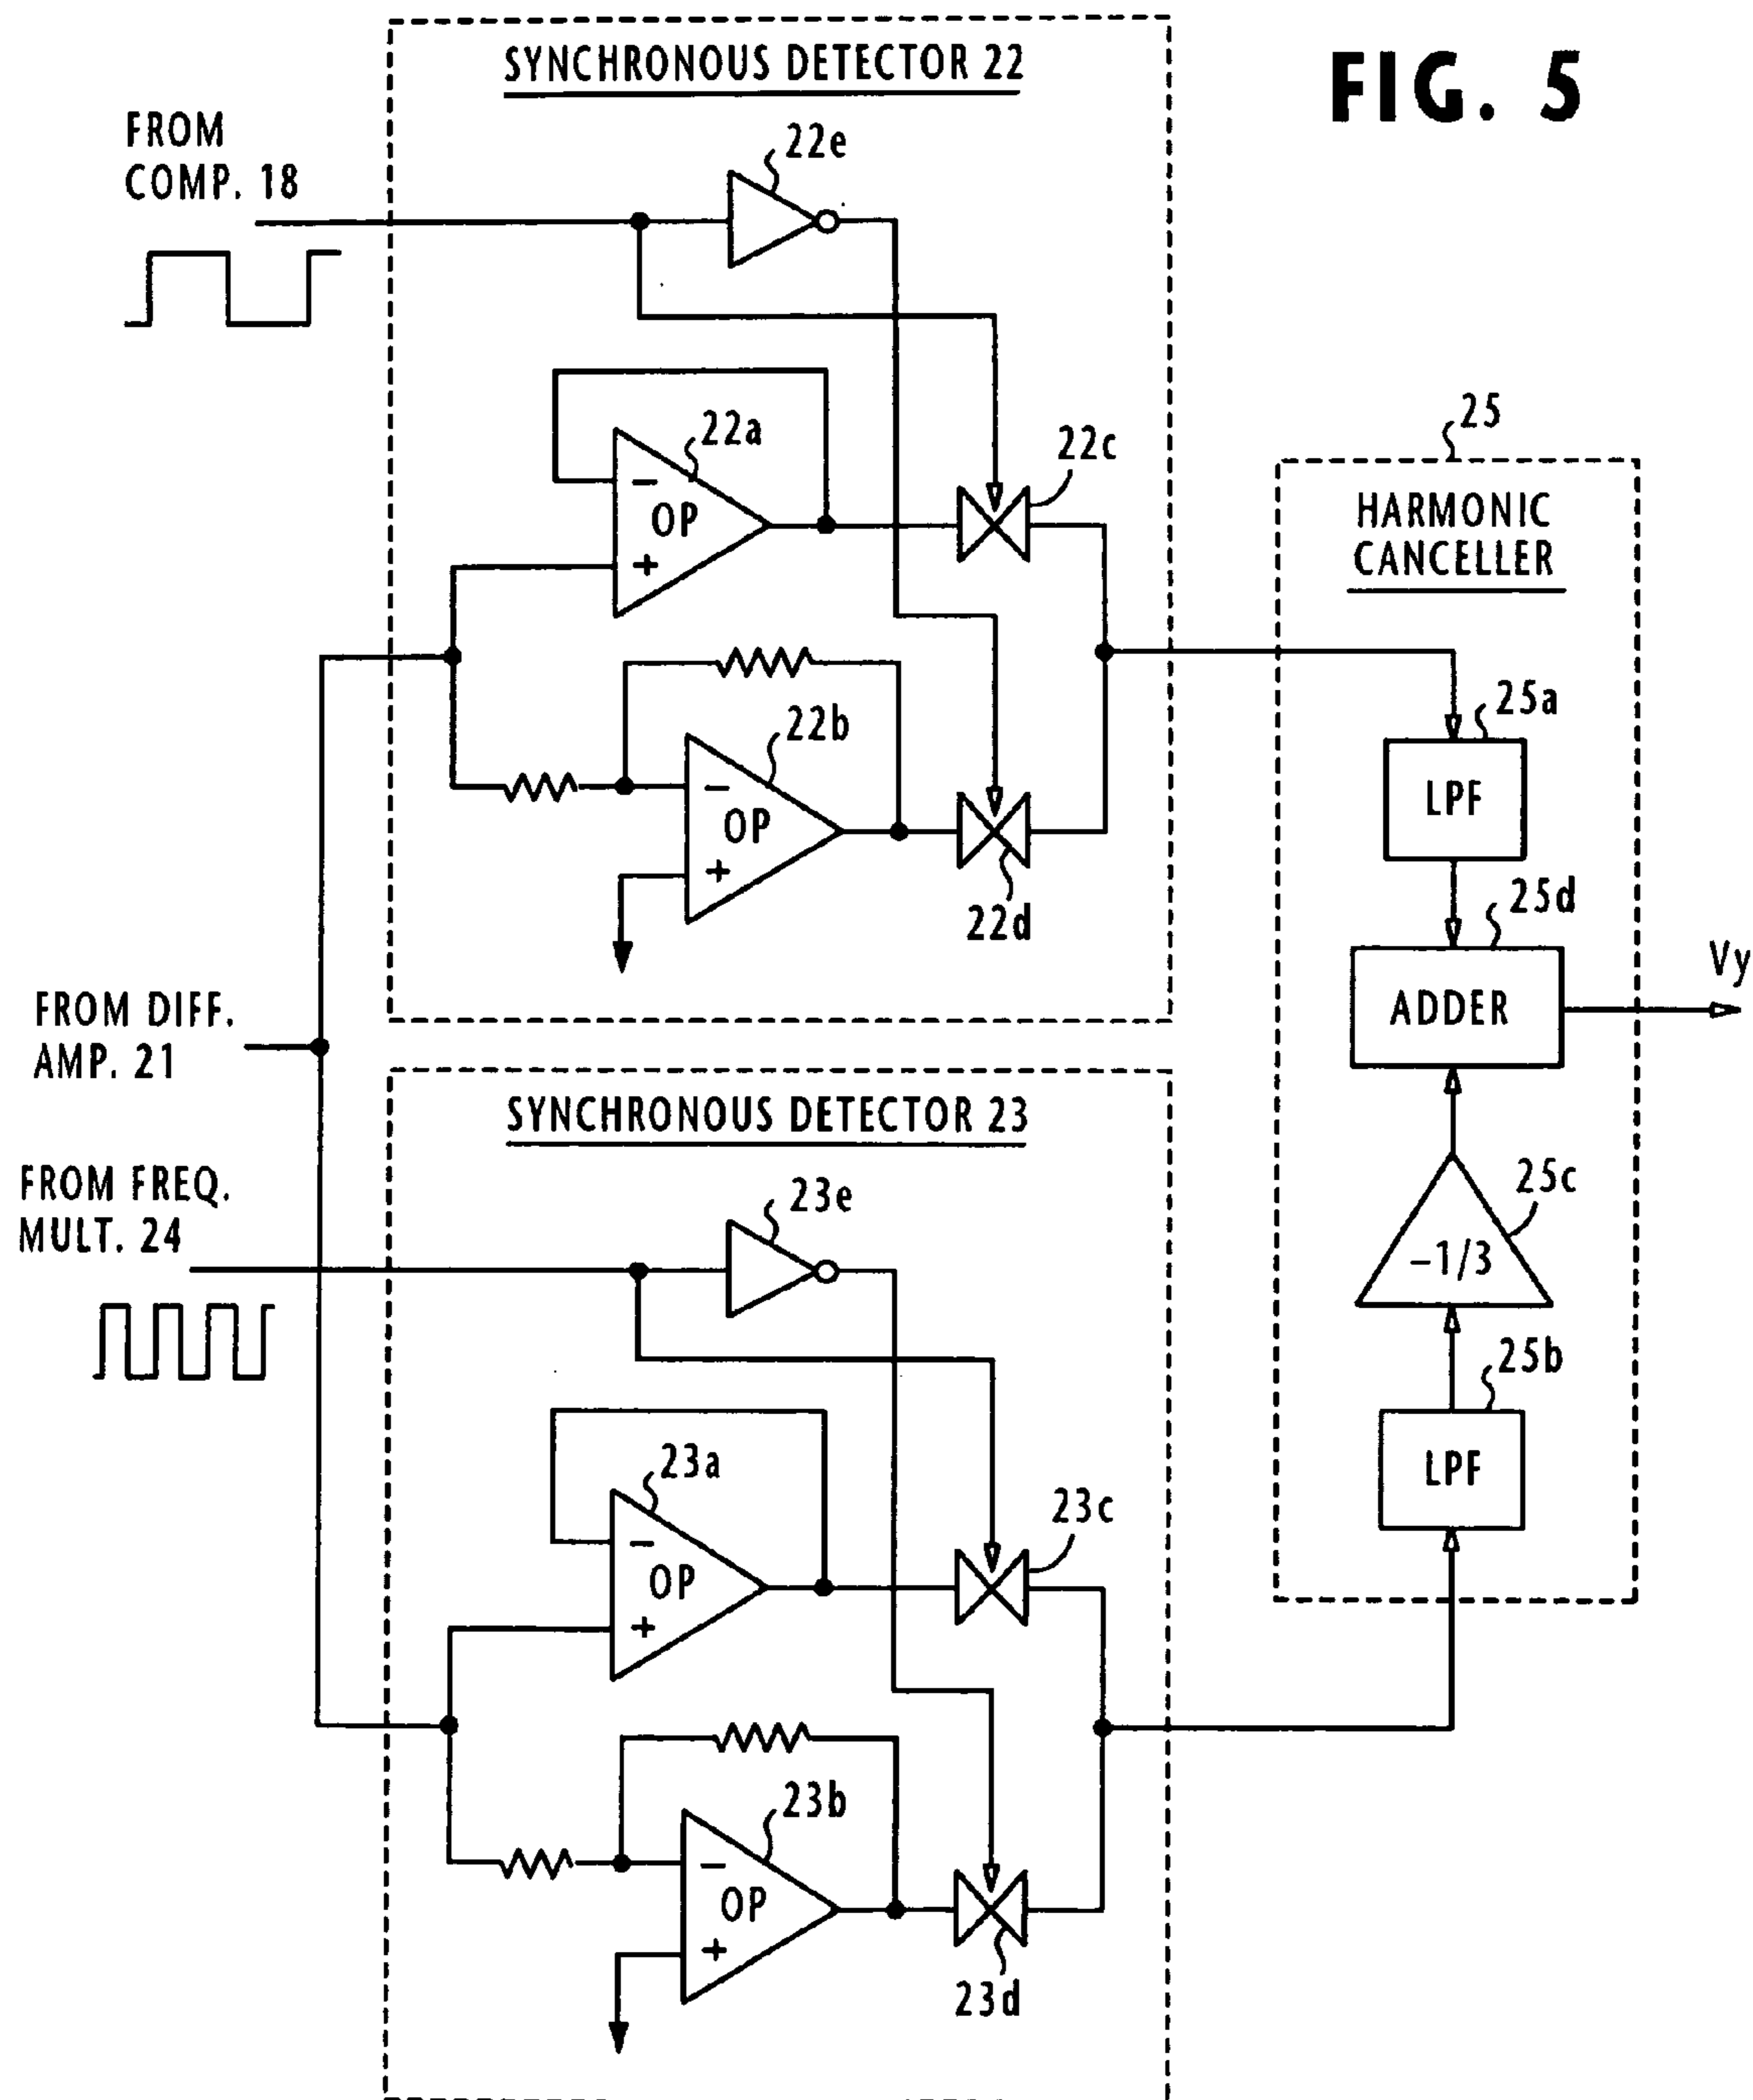 FIG. 5
SYNCHRONOUS DETECTOR 22
FROM
COMP. 18
22e
22a
−
OP
+
22c
22b
−
OP
+
22d
25
HARMONIC
CANCELLER
25a
LPF
25d
ADDER
Vy
FROM DIFF.
AMP. 21
SYNCHRONOUS DETECTOR 23
FROM FREQ.
MULT. 24
23e
25c
−1/3
25b
LPF
23a
−
OP
+
23c
23b
−
OP
+
23d